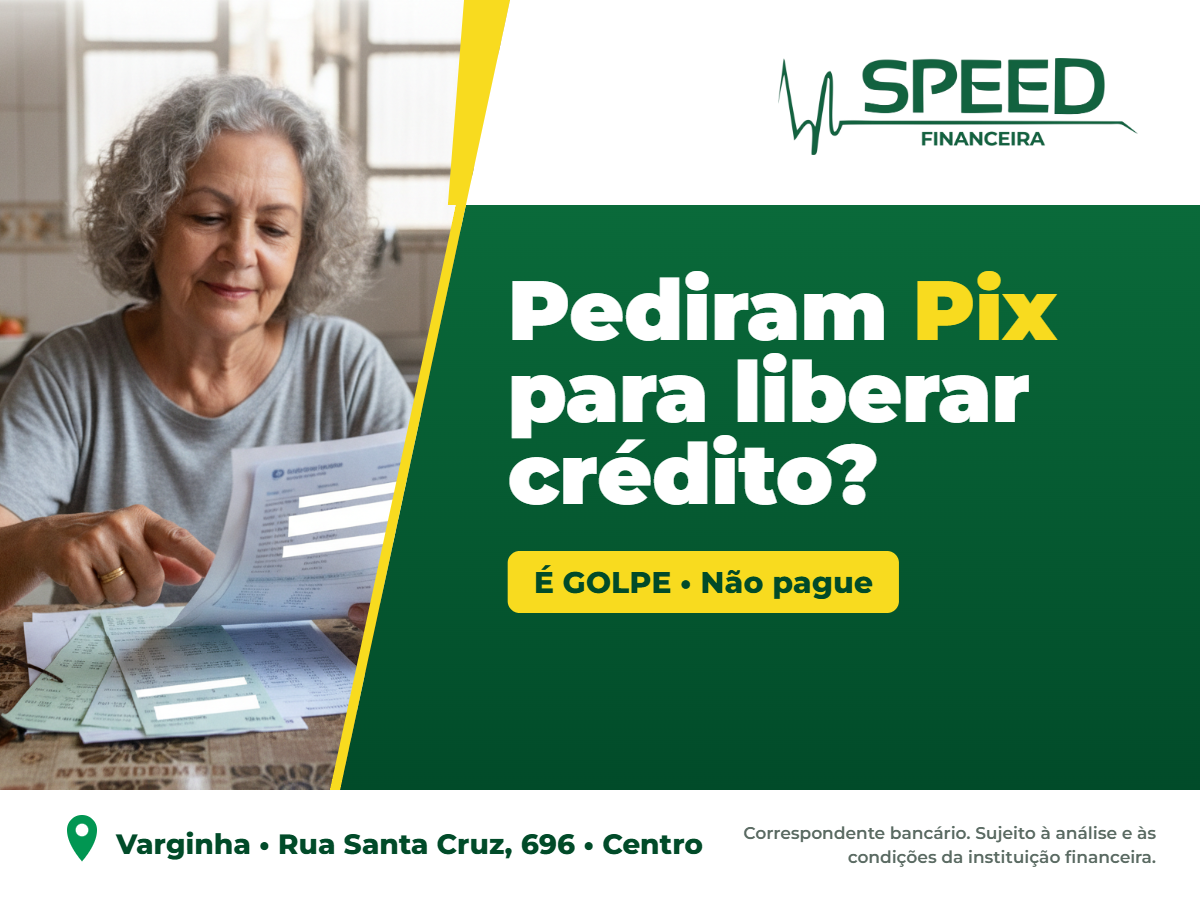 SPEED
FINANCEIRA
Pediram Pix
para liberar
crédito?
É GOLPE • Não pague
Varginha • Rua Santa Cruz, 696 • Centro
Correspondente bancário. Sujeito à análise e às
condições da instituição financeira.